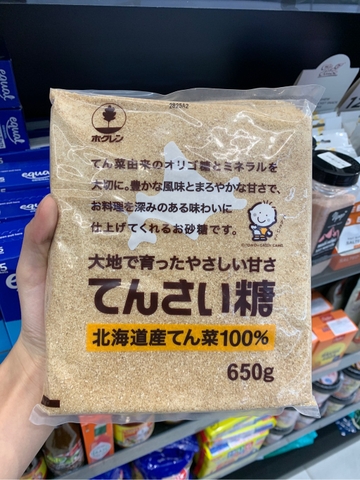 2825A2
ホクレン
てん菜由来のオリゴ糖とミネラルを
大切に。豊かな風味とまろやかな甘さで、
お料理を深みのある味わいに
仕上げてくれるお砂糖です。
大地で育ったやさしい甘さ
てんさい糖
北海道産てん菜100%
650g
equal
equal